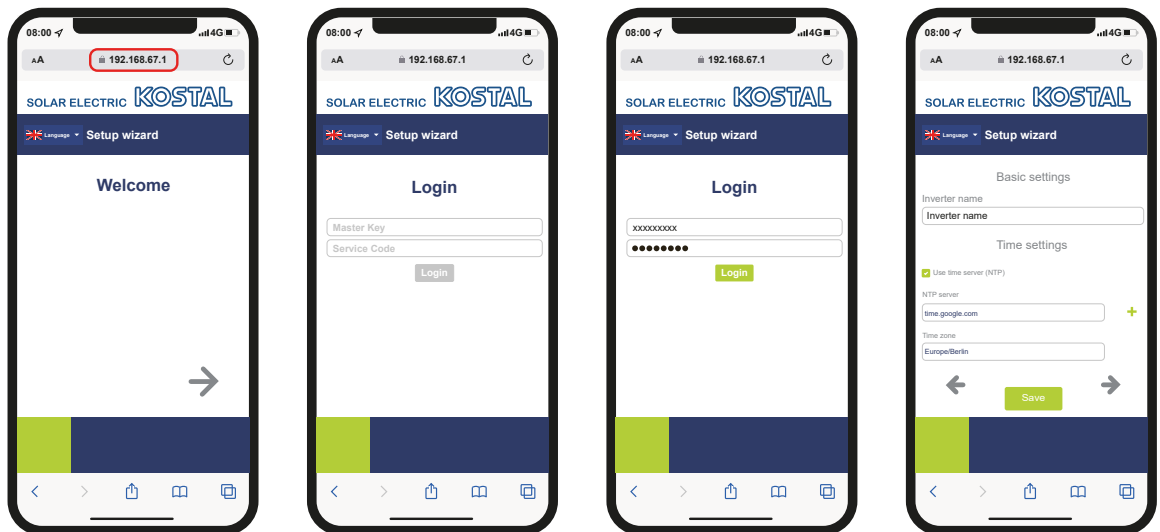 08:00 4G
AA 192.168.67.1
SOLAR ELECTRIC KOSTAL
Language Setup wizard
Welcome
08:00 4G
AA 192.168.67.1
SOLAR ELECTRIC KOSTAL
Language Setup wizard
Login
Master Key
Service Code
Login
08:00 4G
AA 192.168.67.1
SOLAR ELECTRIC KOSTAL
Language Setup wizard
Login
xxxxxxxxx
●●●●●●●●
Login
08:00 4G
AA 192.168.67.1
SOLAR ELECTRIC KOSTAL
Language Setup wizard
Basic settings
Inverter name
Inverter name
Time settings
Use time server (NTP)
NTP server
time.google.com
+
Time zone
Europe/Berlin
Save